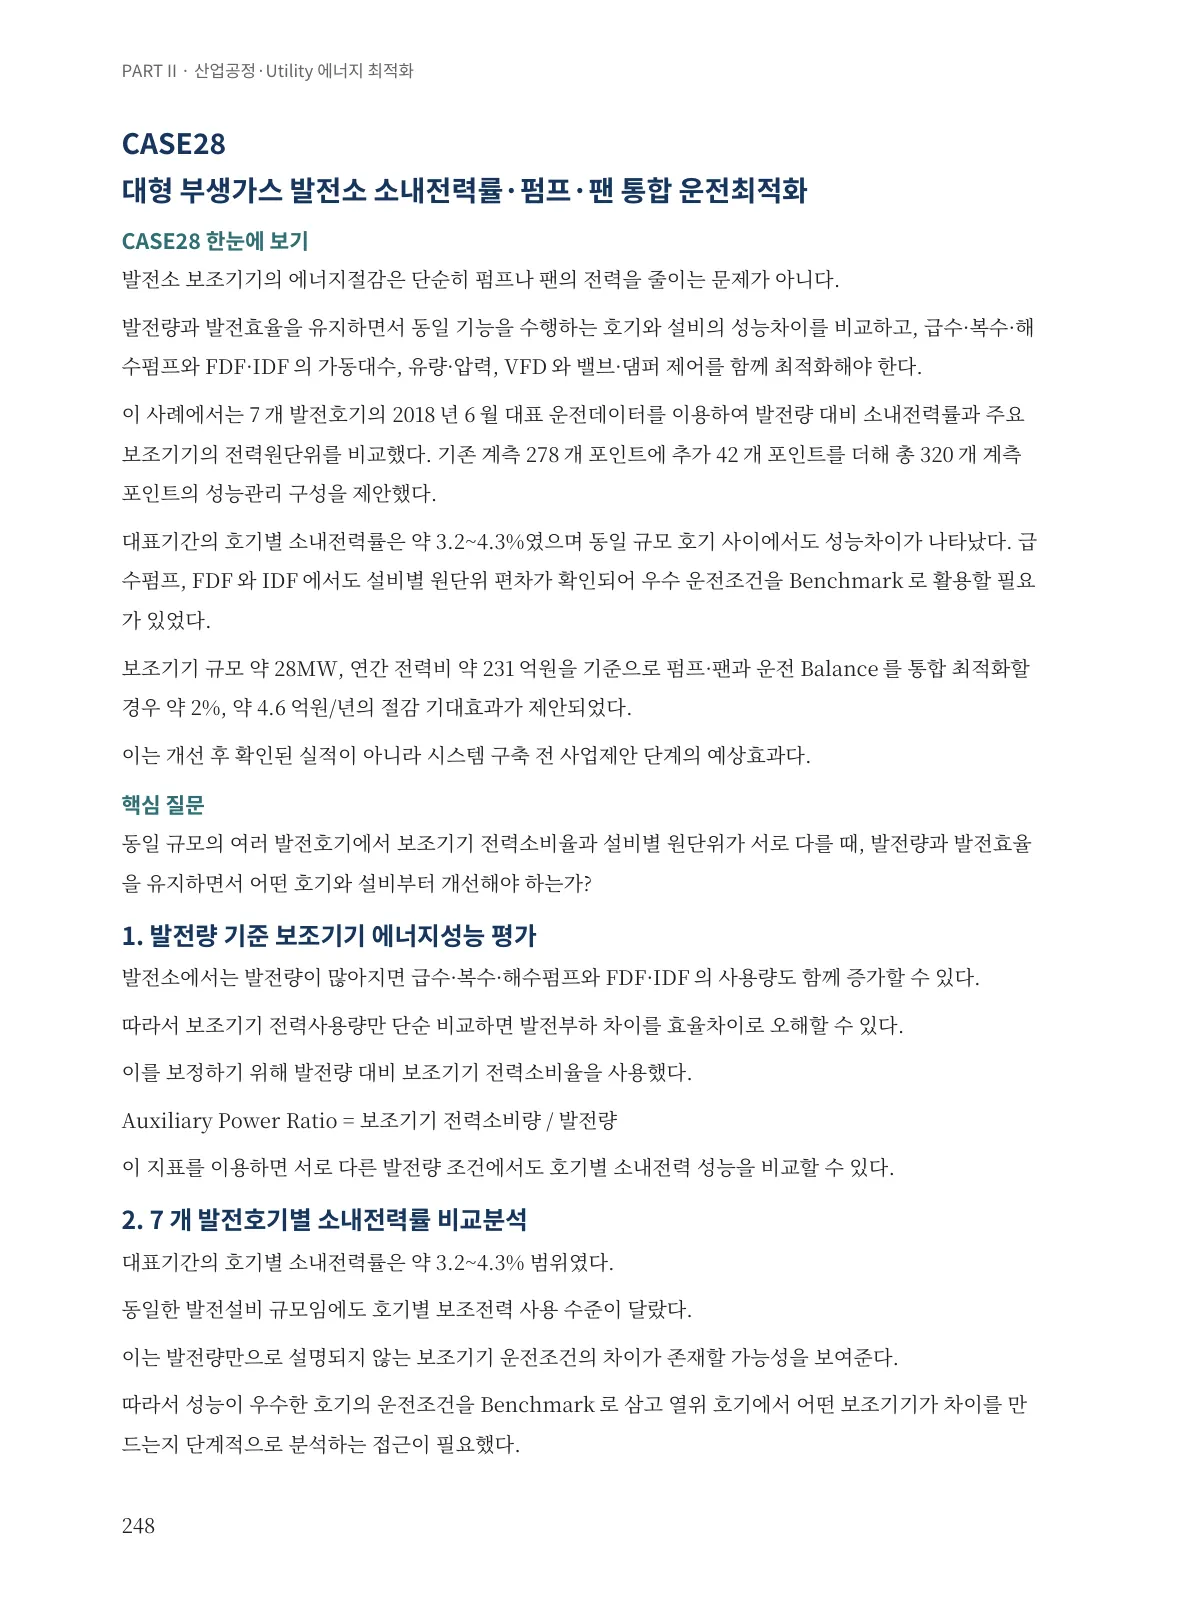 PART II · 산업공정·Utility 에너지 최적화
CASE28
대형 부생가스 발전소 소내전력률·펌프·팬 통합 운전최적화
CASE28 한눈에 보기
발전소 보조기기의 에너지절감은 단순히 펌프나 팬의 전력을 줄이는 문제가 아니다.
발전량과 발전효율을 유지하면서 동일 기능을 수행하는 호기와 설비의 성능차이를 비교하고, 급수·복수·해
수펌프와 FDF·IDF 의 가동대수, 유량·압력, VFD 와 밸브·댐퍼 제어를 함께 최적화해야 한다.
이 사례에서는 7 개 발전호기의 2018 년 6 월 대표 운전데이터를 이용하여 발전량 대비 소내전력률과 주요
보조기기의 전력원단위를 비교했다. 기존 계측 278 개 포인트에 추가 42 개 포인트를 더해 총 320 개 계측
포인트의 성능관리 구성을 제안했다.
대표기간의 호기별 소내전력률은 약 3.2~4.3%였으며 동일 규모 호기 사이에서도 성능차이가 나타났다. 급
수펌프, FDF 와 IDF 에서도 설비별 원단위 편차가 확인되어 우수 운전조건을 Benchmark 로 활용할 필요
가 있었다.
보조기기 규모 약 28MW, 연간 전력비 약 231 억원을 기준으로 펌프·팬과 운전 Balance 를 통합 최적화할
경우 약 2%, 약 4.6 억원/년의 절감 기대효과가 제안되었다.
이는 개선 후 확인된 실적이 아니라 시스템 구축 전 사업제안 단계의 예상효과다.
핵심 질문
동일 규모의 여러 발전호기에서 보조기기 전력소비율과 설비별 원단위가 서로 다를 때, 발전량과 발전효율
을 유지하면서 어떤 호기와 설비부터 개선해야 하는가?
1. 발전량 기준 보조기기 에너지성능 평가
발전소에서는 발전량이 많아지면 급수·복수·해수펌프와 FDF·IDF 의 사용량도 함께 증가할 수 있다.
따라서 보조기기 전력사용량만 단순 비교하면 발전부하 차이를 효율차이로 오해할 수 있다.
이를 보정하기 위해 발전량 대비 보조기기 전력소비율을 사용했다.
Auxiliary Power Ratio = 보조기기 전력소비량 / 발전량
이 지표를 이용하면 서로 다른 발전량 조건에서도 호기별 소내전력 성능을 비교할 수 있다.
2. 7 개 발전호기별 소내전력률 비교분석
대표기간의 호기별 소내전력률은 약 3.2~4.3% 범위였다.
동일한 발전설비 규모임에도 호기별 보조전력 사용 수준이 달랐다.
이는 발전량만으로 설명되지 않는 보조기기 운전조건의 차이가 존재할 가능성을 보여준다.
따라서 성능이 우수한 호기의 운전조건을 Benchmark 로 삼고 열위 호기에서 어떤 보조기기가 차이를 만
드는지 단계적으로 분석하는 접근이 필요했다.
248